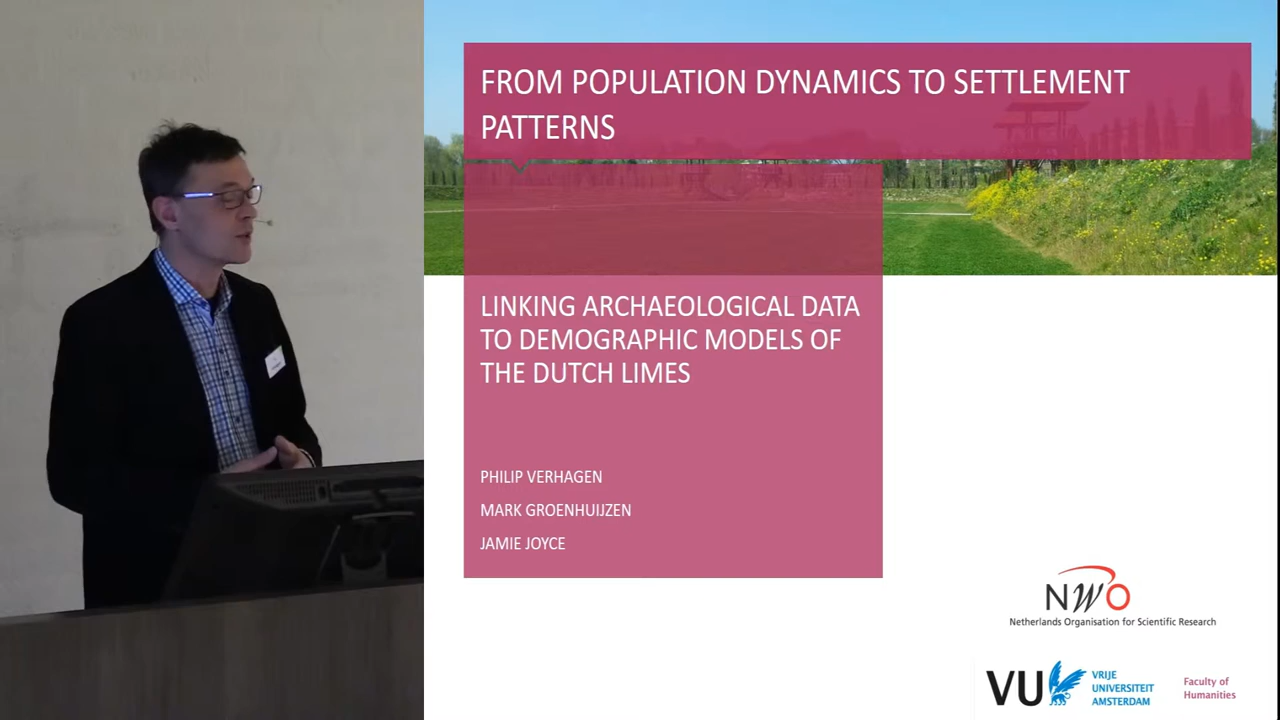 FROM POPULATION DYNAMICS TO SETTLEMENT
PATTERNS
LINKING ARCHAEOLOGICAL DATA
TO DEMOGRAPHIC MODELS OF
THE DUTCH LIMES
PHILIP VERHAGEN
MARK GROENHUIJZEN
JAMIE JOYCE
NWO
Netherlands Organisation for Scientific Research
VU
VRIJE
UNIVERSITEIT
AMSTERDAM
Faculty of
Humanities